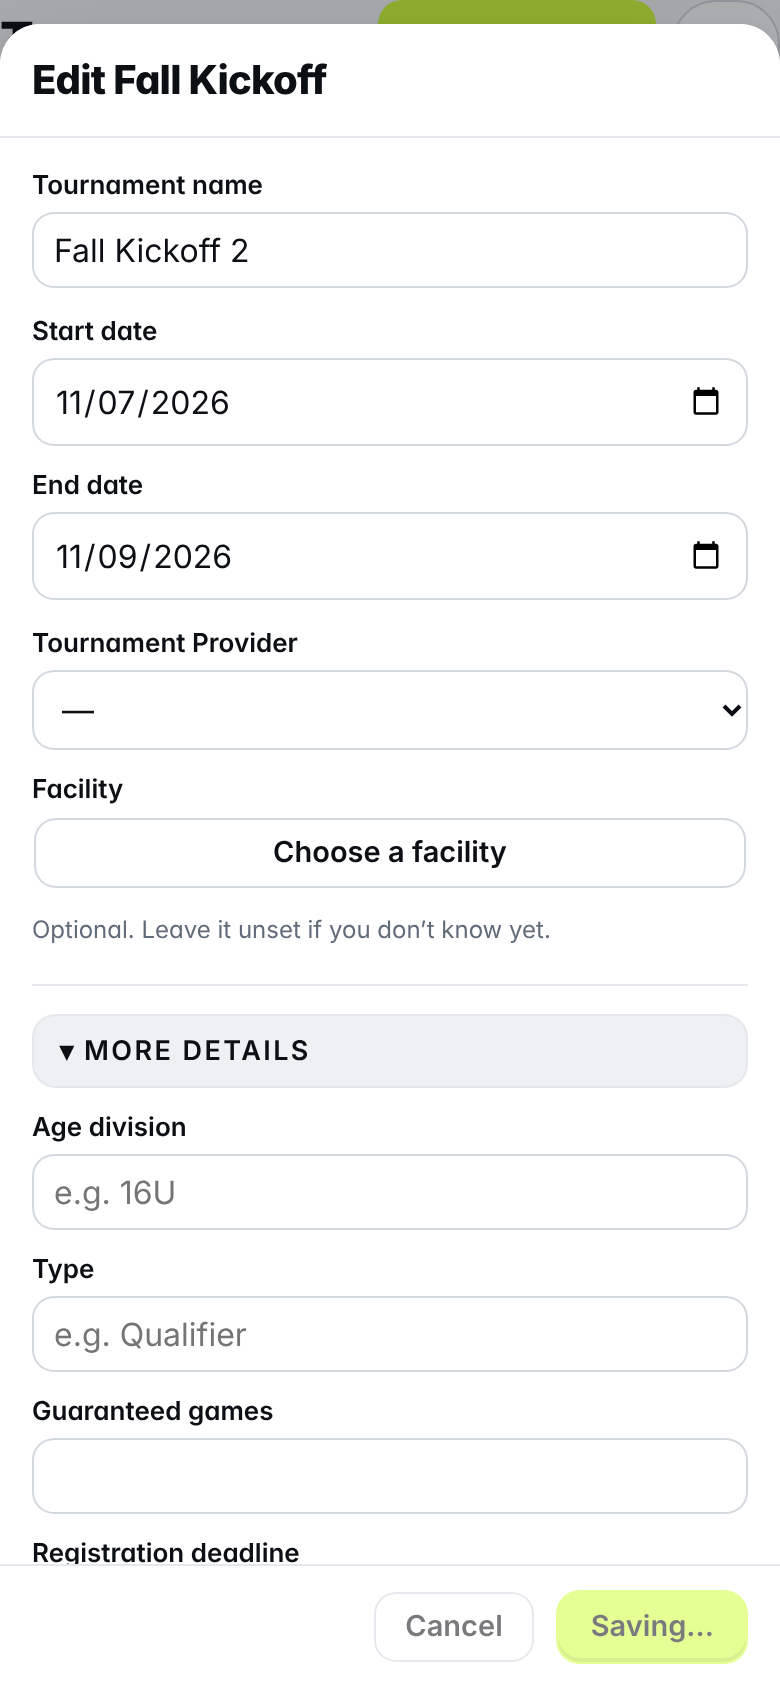 Edit Fall Kickoff
Tournament name
Fall Kickoff 2
Start date
11/07/2026
End date
11/09/2026
Tournament Provider
—
Facility
Choose a facility
Optional. Leave it unset if you don’t know yet.
▼ MORE DETAILS
Age division
e.g. 16U
Type
e.g. Qualifier
Guaranteed games
Registration deadline
Cancel
Saving...